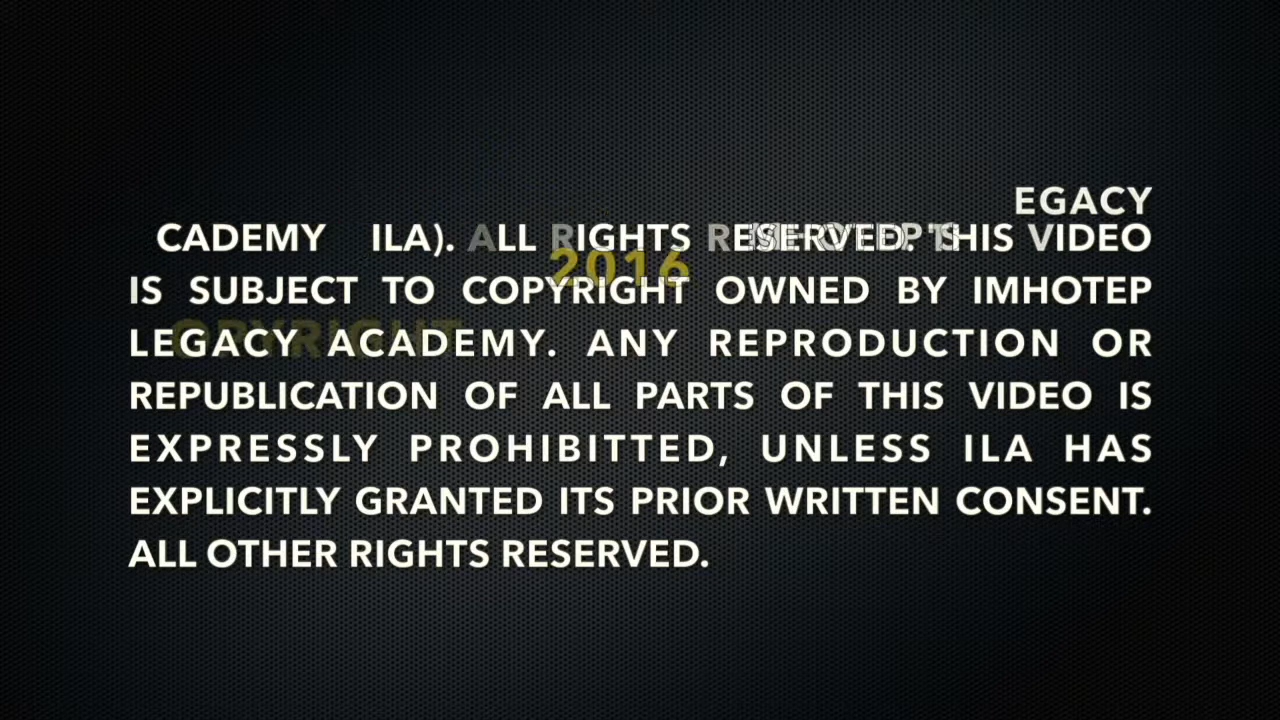 EGACY
CADEMY ILA). ALL RIGHTS RESERVED. THIS VIDEO
2016
IS SUBJECT TO COPYRIGHT OWNED BY IMHOTEP
LEGACY ACADEMY. ANY REPRODUCTION OR
REPUBLICATION OF ALL PARTS OF THIS VIDEO IS
EXPRESSLY PROHIBITTED, UNLESS ILA HAS
EXPLICITLY GRANTED ITS PRIOR WRITTEN CONSENT.
ALL OTHER RIGHTS RESERVED.